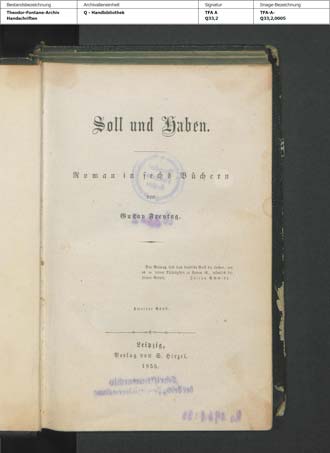 Bestandsbezeichnung
Archivalieneinheit
Signatur
Image-Bezeichnung
Theodor-Fontane-Archiv
Handschriften
Q - Handbibliothek
TFA A
Q33,2
TFA-A-
Q33,2,0005
Soll und Haben.
Roman in sechs Büchern
von
Gustav Freytag.
Der Roman soll das deutsche Volk da suchen, wo
es in seiner Tüchtigkeit zu finden ist, nämlich bei
seiner Arbeit.
Julian Schmidt.
Zweiter Band.
Leipzig,
Verlag von S. Hirzel.
1855.